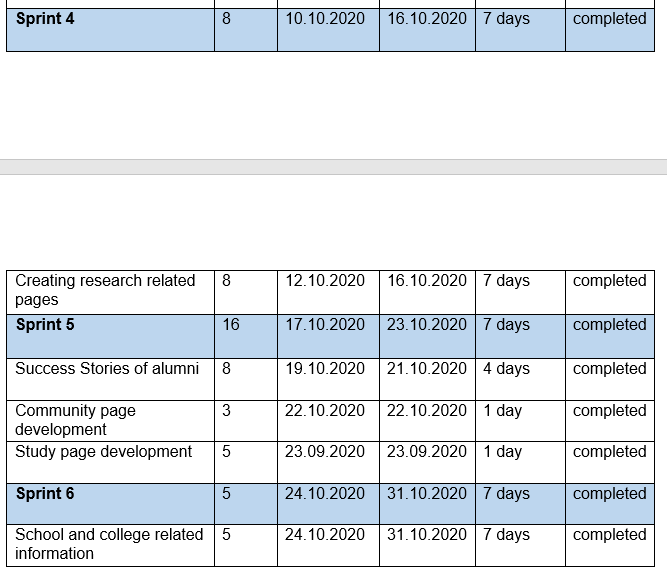 Sprint 4 8 10.10.2020 16.10.2020 7 days completed
Creating research related 8 12.10.2020 16.10.2020 7 days completed
pages
Sprint 5 16 17.10.2020 23.10.2020 7 days completed
Success Stories of alumni 8 19.10.2020 21.10.2020 4 days completed
Community page 3 22.10.2020 22.10.2020 1 day completed
development
Study page development 5 23.09.2020 23.09.2020 1 day completed
Sprint 6 5 24.10.2020 31.10.2020 7 days completed
School and college related 5 24.10.2020 31.10.2020 7 days completed
information